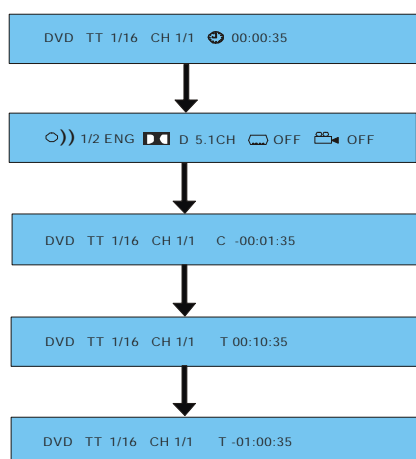 DVD TT 1/16 CH 1/1 00:00:35
1/2 ENG D 5.1CH OFF OFF
DVD TT 1/16 CH 1/1 C -00:01:35
DVD TT 1/16 CH 1/1 T 00:10:35
DVD TT 1/16 CH 1/1 T -01:00:35